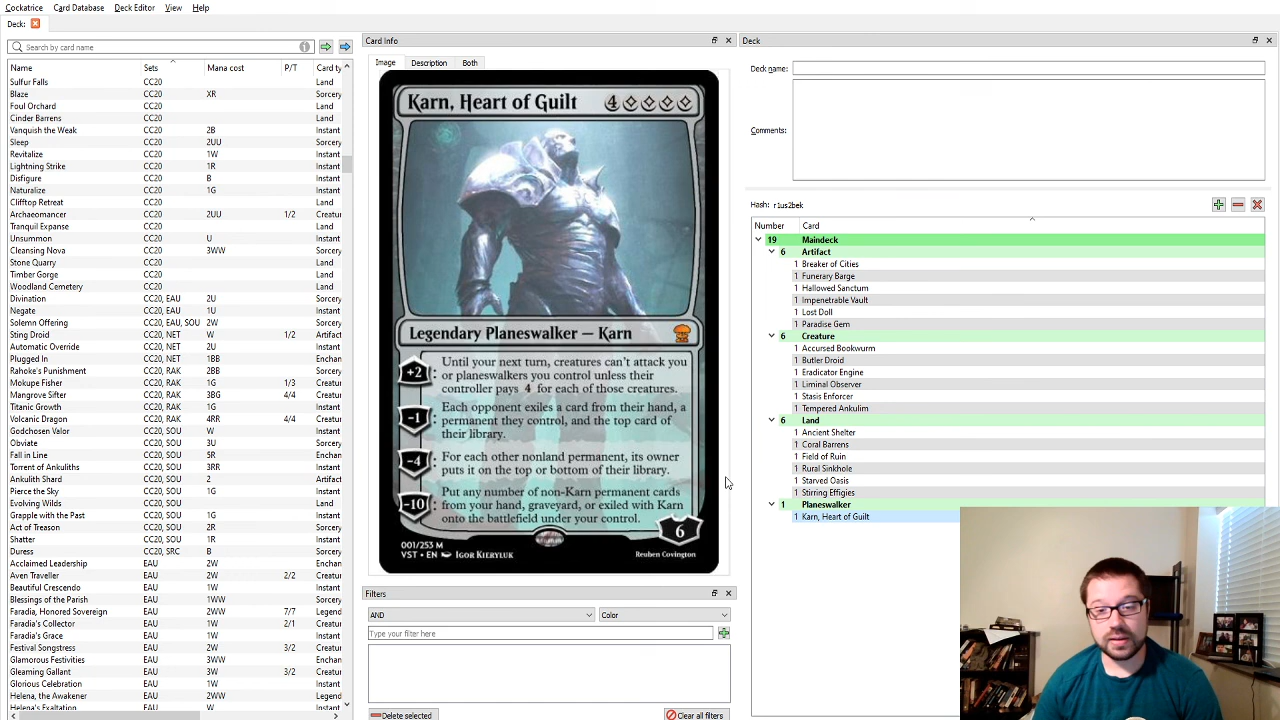 Cockatrice Card Database Deck Editor View Help
Deck:
Search by card name
Name Sets Mana cost P/T Card ty
Sulfur Falls CC20 Land
Blaze CC20 XR Sorcery
Foul Orchard CC20 Land
Cinder Barrens CC20 Land
Vanquish the Weak CC20 2B Instant
Sleep CC20 2UU Sorcery
Revitalize CC20 1W Instant
Lightning Strike CC20 1R Instant
Disfigure CC20 B Instant
Naturalize CC20 1G Instant
Clifftop Retreat CC20 Land
Archaeomancer CC20 2UU 1/2 Creatur
Tranquil Expanse CC20 Land
Unsummon CC20 U Instant
Cleansing Nova CC20 3WW Sorcery
Stone Quarry CC20 Land
Timber Gorge CC20 Land
Woodland Cemetery CC20 Land
Divination CC20, EAU 2U Sorcery
Negate CC20, EAU 1U Instant
Solemn Offering CC20, EAU, SOU 2W Sorcery
Sting Droid CC20, NET W 1/2 Artifac
Automatic Override CC20, NET 2U Instant
Plugged In CC20, NET 1BB Enchan
Rahoke's Punishment CC20, RAK 2BB Sorcery
Mokupe Fisher CC20, RAK 1G 1/3 Creatur
Mangrove Sifter CC20, RAK 3BG 4/4 Creatur
Titanic Growth CC20, RAK 1G Instant
Volcanic Dragon CC20, RAK 4RR 4/4 Creatur
Godchosen Valor CC20, SOU W Instant
Obviate CC20, SOU 3U Instant
Fall in Line CC20, SOU 5R Enchan
Torrent of Ankuliths CC20, SOU 3RR Instant
Ankulith Shard CC20, SOU 2 Artifac
Pierce the Sky CC20, SOU 1G Instant
Evolving Wilds CC20, SOU Land
Grapple with the Past CC20, SOU 1G Instant
Act of Treason CC20, SOU 2R Sorcery
Shatter CC20, SOU 1R Instant
Duress CC20, SRC B Sorcery
Acclaimed Leadership EAU 2W Enchan
Aven Traveller EAU 2W 2/2 Creatur
Beautiful Crescendo EAU 1W Instant
Blessings of the Parish EAU 1WW Enchan
Faradia, Honored Sovereign EAU 2WW 7/7 Legend
Faradia's Collector EAU 2W 2/1 Creatur
Faradia's Grace EAU 1W Instant
Festival Songstress EAU 2W 3/2 Creatur
Glamorous Festivities EAU 3WW Enchan
Gleaming Gallant EAU 3W 3/2 Creatur
Glorious Celebration EAU 1W Instant
Helena, the Awakener EAU 2WW Legend
Helena's Exaltation EAU 2W Enchan
Card Info
Image Description Both
Karn, Heart of Guilt 4
Legendary Planeswalker — Karn
+2: Until your next turn, creatures can't attack you
or planeswalkers you control unless their
controller pays 4 for each of those creatures.
-1: Each opponent exiles a card from their hand, a
permanent they control, and the top card of
their library.
-4: For each other nonland permanent, its owner
puts it on the top or bottom of their library.
-10: Put any number of non-Karn permanent cards
from your hand, graveyard, or exiled with Karn
onto the battlefield under your control.
6
001/253 M
VST • EN Igor Kieryluk Reuben Covington
Filters
AND Color
Type your filter here
Delete selected Clear all filters
Deck
Deck name:
Comments:
Hash: r1us2bek
Number Card
19 Maindeck
6 Artifact
1 Breaker of Cities
1 Funerary Barge
1 Hallowed Sanctum
1 Impenetrable Vault
1 Lost Doll
1 Paradise Gem
6 Creature
1 Accursed Bookwurm
1 Butler Droid
1 Eradicator Engine
1 Liminal Observer
1 Stasis Enforcer
1 Tempered Ankulim
6 Land
1 Ancient Shelter
1 Coral Barrens
1 Field of Ruin
1 Rural Sinkhole
1 Starved Oasis
1 Stirring Effigies
1 Planeswalker
1 Karn, Heart of Guilt